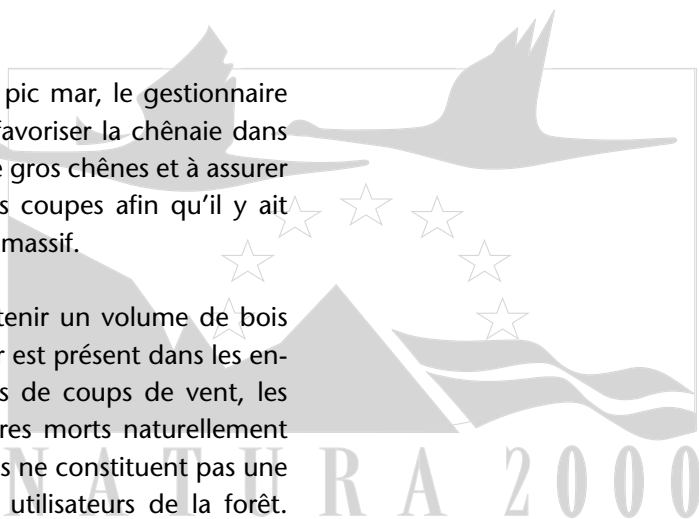 pic mar, le gestionnaire
favoriser la chênaie dans
gros chênes et à assurer
coupes afin qu'il y ait
massif.
tenir un volume de bois
est présent dans les en-
de coups de vent, les
morts naturellement
ne constituent pas une
utilisateurs de la forêt.
NATURA 2000